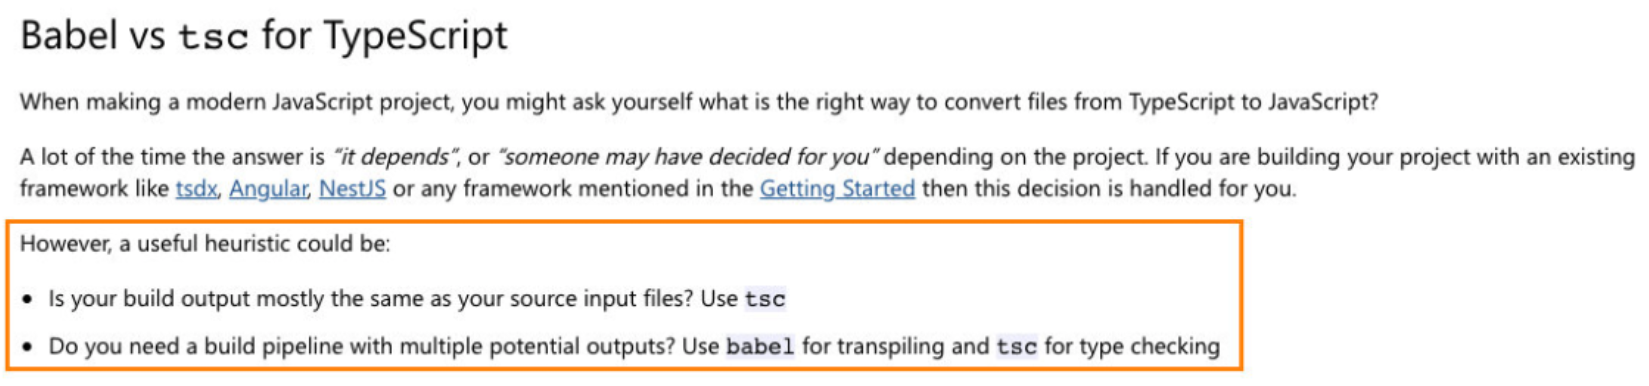 Babel vs tsc for TypeScript
When making a modern JavaScript project, you might ask yourself what is the right way to convert files from TypeScript to JavaScript?
A lot of the time the answer is “it depends”, or “someone may have decided for you” depending on the project. If you are building your project with an existing
framework like tsdx, Angular, NestJS or any framework mentioned in the Getting Started then this decision is handled for you.
However, a useful heuristic could be:
• Is your build output mostly the same as your source input files? Use tsc
• Do you need a build pipeline with multiple potential outputs? Use babel for transpiling and tsc for type checking